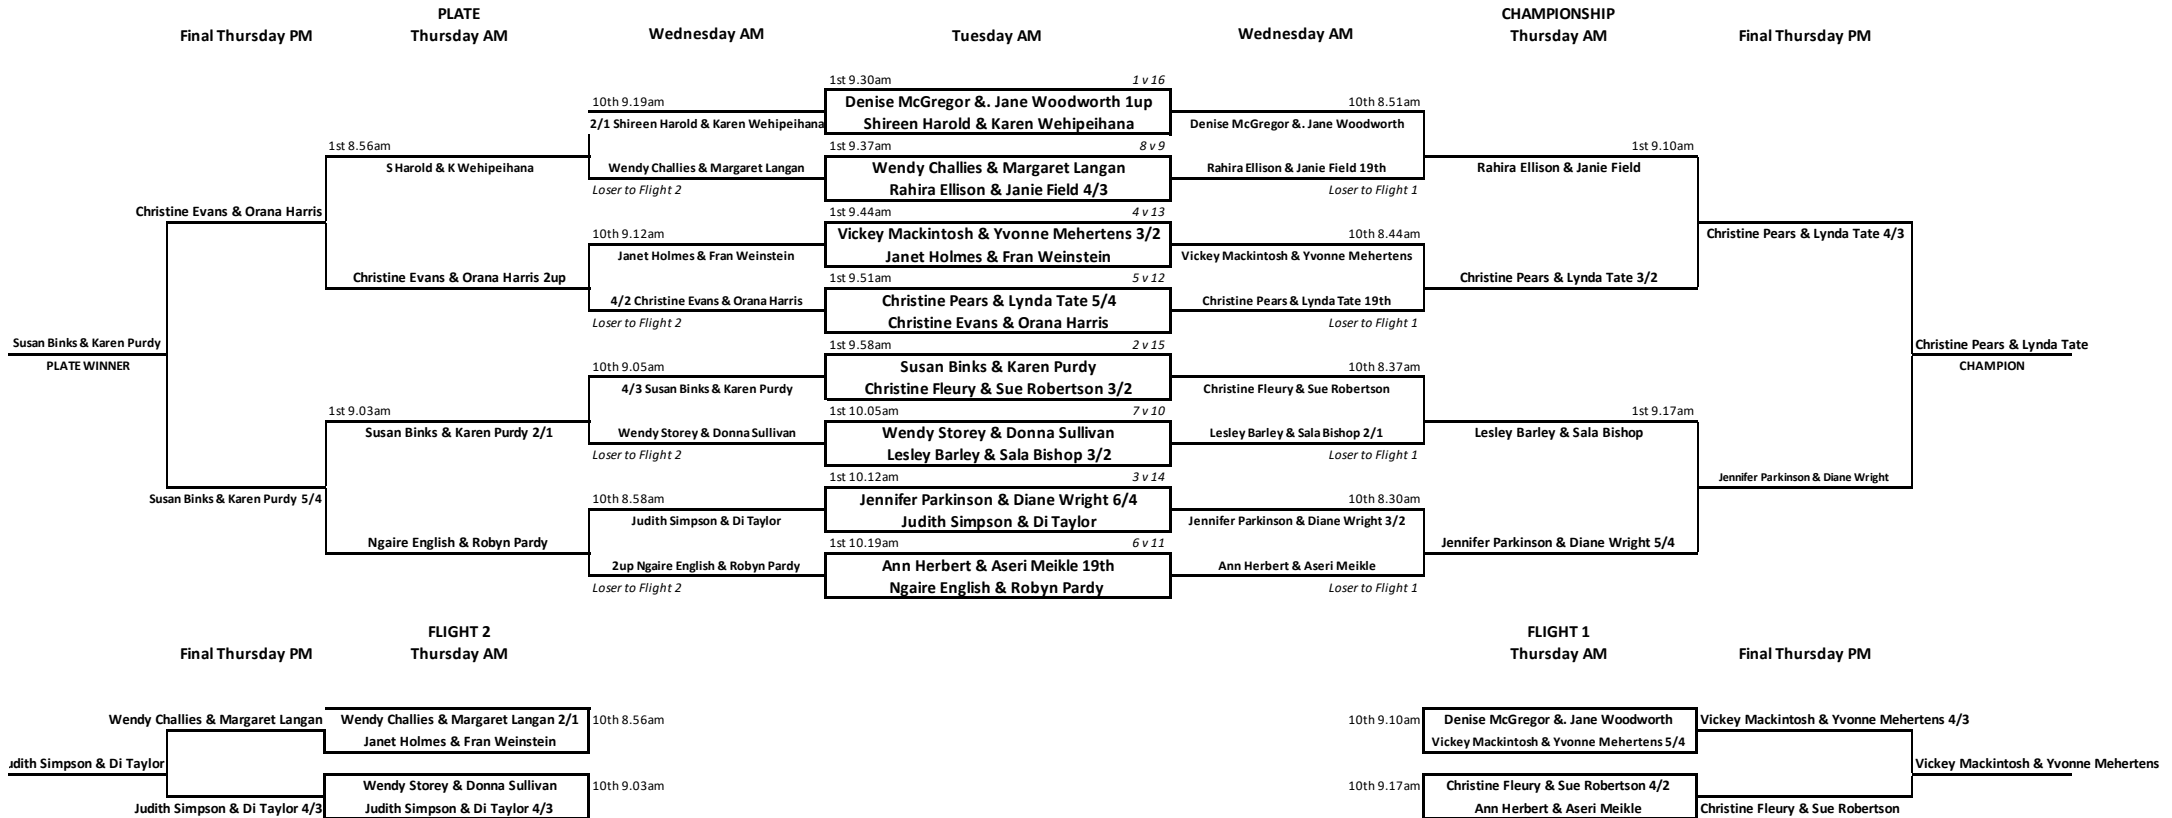 PLATE CHAMPIONSHIP
Final Thursday PM Thursday AM Wednesday AM Tuesday AM Wednesday AM Thursday AM Final Thursday PM
1st 9.30am 1 v 16
10th 9.19am Denise McGregor &. Jane Woodworth 1up 10th 8.51am
2/1 Shireen Harold & Karen Wehipeihana Shireen Harold & Karen Wehipeihana Denise McGregor &. Jane Woodworth
1st 8.56am 1st 9.37am 8 v 9 1st 9.10am
S Harold & K Wehipeihana Wendy Challies & Margaret Langan Wendy Challies & Margaret Langan Rahira Ellison & Janie Field 19th Rahira Ellison & Janie Field
Loser to Flight 2 Rahira Ellison & Janie Field 4/3 Loser to Flight 1
Christine Evans & Orana Harris 1st 9.44am 4 v 13
10th 9.12am Vickey Mackintosh & Yvonne Mehertens 3/2 10th 8.44am Christine Pears & Lynda Tate 4/3
Janet Holmes & Fran Weinstein Janet Holmes & Fran Weinstein Vickey Mackintosh & Yvonne Mehertens
Christine Evans & Orana Harris 2up 1st 9.51am 5 v 12 Christine Pears & Lynda Tate 3/2
4/2 Christine Evans & Orana Harris Christine Pears & Lynda Tate 5/4 Christine Pears & Lynda Tate 19th
Loser to Flight 2 Christine Evans & Orana Harris Loser to Flight 1
Susan Binks & Karen Purdy 1st 9.58am 2 v 15 Christine Pears & Lynda Tate
PLATE WINNER 10th 9.05am Susan Binks & Karen Purdy 10th 8.37am CHAMPION
4/3 Susan Binks & Karen Purdy Christine Fleury & Sue Robertson 3/2 Christine Fleury & Sue Robertson
1st 9.03am 1st 10.05am 7 v 10 1st 9.17am
Susan Binks & Karen Purdy 2/1 Wendy Storey & Donna Sullivan Wendy Storey & Donna Sullivan Lesley Barley & Sala Bishop 2/1 Lesley Barley & Sala Bishop
Loser to Flight 2 Lesley Barley & Sala Bishop 3/2 Loser to Flight 1
1st 10.12am 3 v 14 Jennifer Parkinson & Diane Wright
Susan Binks & Karen Purdy 5/4 10th 8.58am Jennifer Parkinson & Diane Wright 6/4 10th 8.30am
Judith Simpson & Di Taylor Judith Simpson & Di Taylor Jennifer Parkinson & Diane Wright 3/2
Ngaire English & Robyn Pardy 1st 10.19am 6 v 11 Jennifer Parkinson & Diane Wright 5/4
2up Ngaire English & Robyn Pardy Ann Herbert & Aseri Meikle 19th Ann Herbert & Aseri Meikle
Loser to Flight 2 Ngaire English & Robyn Pardy Loser to Flight 1
FLIGHT 2 FLIGHT 1
Final Thursday PM Thursday AM Thursday AM Final Thursday PM
Wendy Challies & Margaret Langan Wendy Challies & Margaret Langan 2/1 10th 8.56am 10th 9.10am Denise McGregor &. Jane Woodworth Vickey Mackintosh & Yvonne Mehertens 4/3
Janet Holmes & Fran Weinstein Vickey Mackintosh & Yvonne Mehertens 5/4
udith Simpson & Di Taylor Vickey Mackintosh & Yvonne Mehertens
Wendy Storey & Donna Sullivan 10th 9.03am 10th 9.17am Christine Fleury & Sue Robertson 4/2
Judith Simpson & Di Taylor 4/3 Judith Simpson & Di Taylor 4/3 Ann Herbert & Aseri Meikle Christine Fleury & Sue Robertson